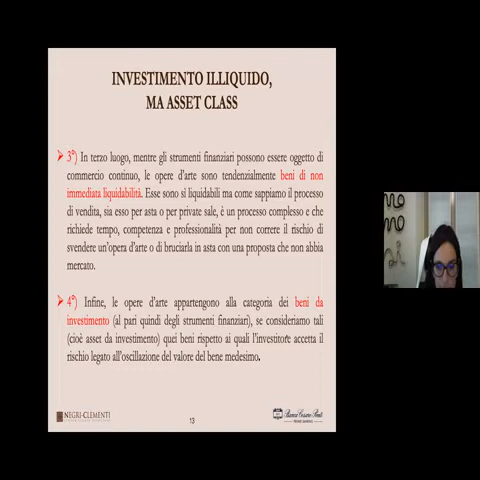 INVESTIMENTO ILLIQUIDO,
MA ASSET CLASS
3°) In terzo luogo, mentre gli strumenti finanziari possono essere oggetto di
commercio continuo, le opere d'arte sono tendenzialmente beni di non
immediata liquidabilità. Esse sono sì liquidabili ma come sappiamo il processo
di vendita, sia esso per asta o per private sale, è un processo complesso e che
richiede tempo, competenza e professionalità per non correre il rischio di
svendere un'opera d'arte o di bruciarla in asta con una proposta che non abbia
mercato.
4°) Infine, le opere d'arte appartengono alla categoria dei beni da
investimento (al pari quindi degli strumenti finanziari), se consideriamo tali
(cioè asset da investimento) quei beni rispetto ai quali l'investitore accetta il
rischio legato all'oscillazione del valore del bene medesimo.
NEGRI-CLEMENTI
13
Banca Cesare Ponti